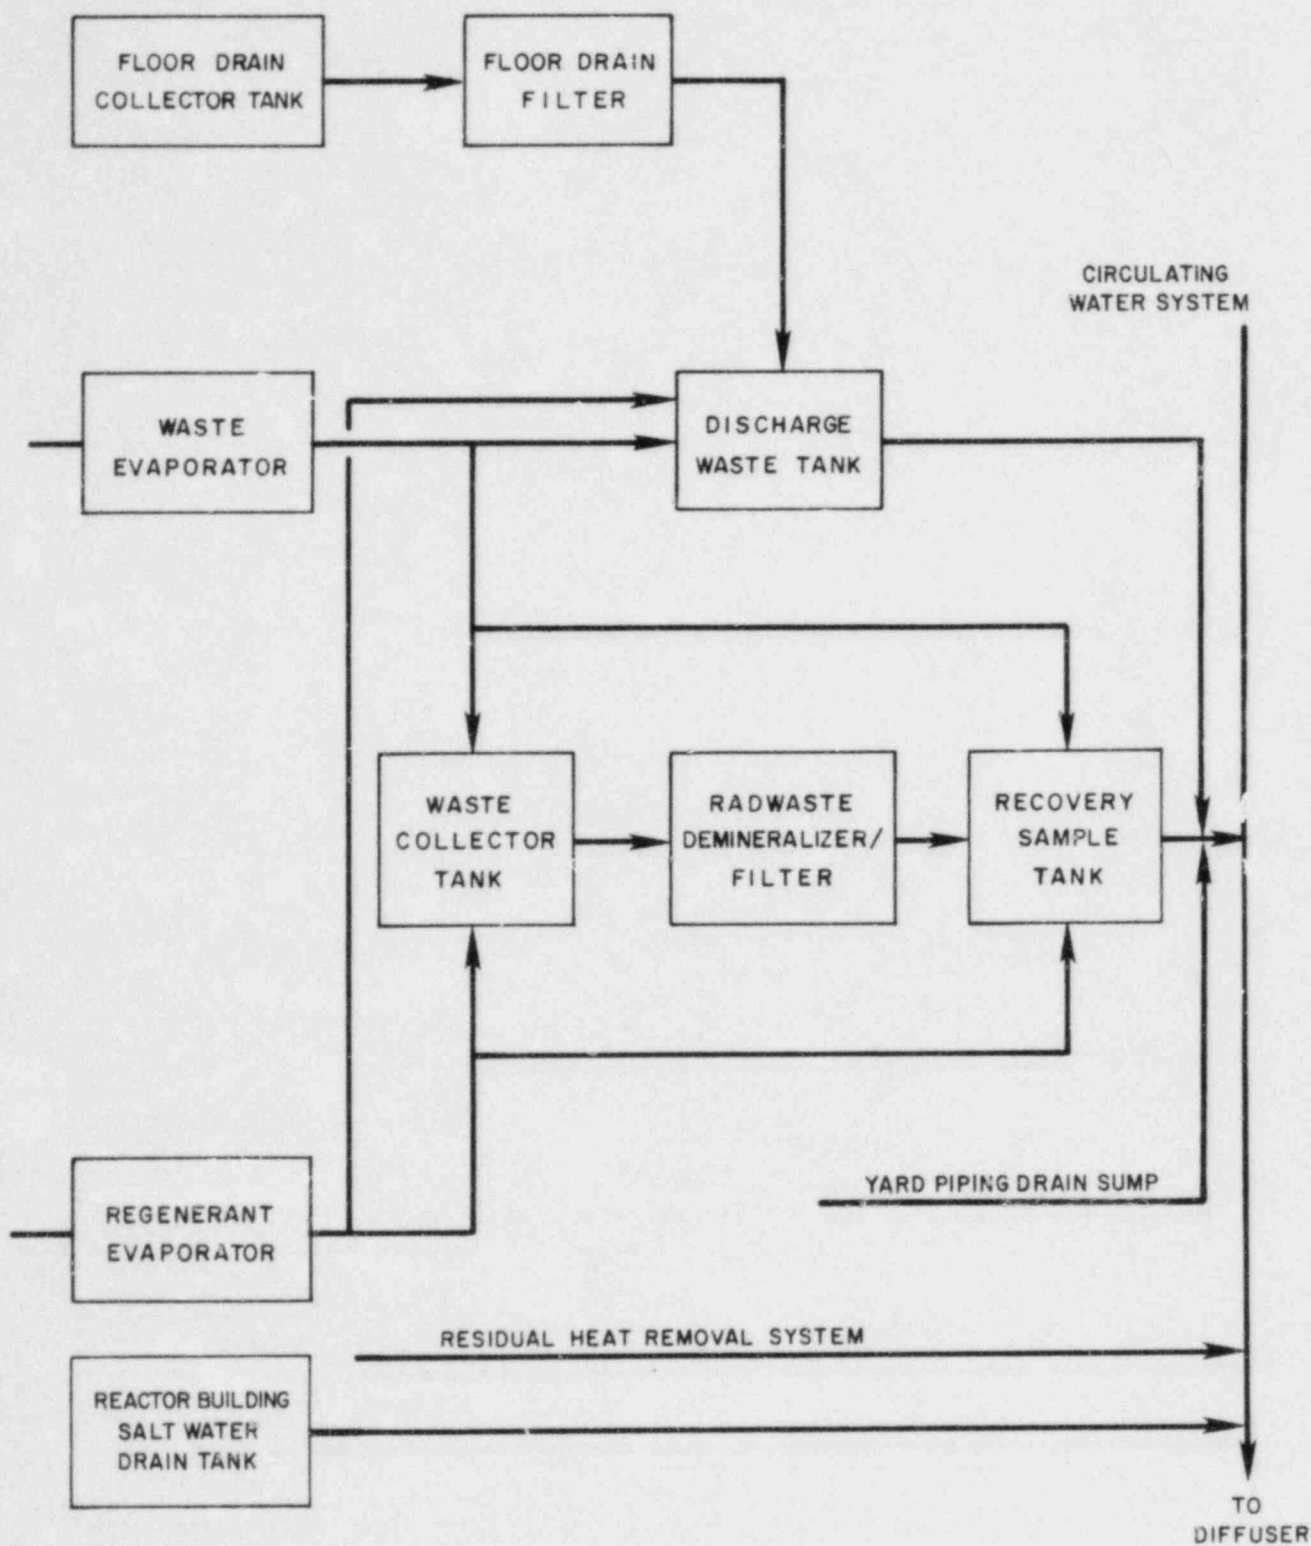 FLOOR DRAIN
COLLECTOR TANK
FLOOR DRAIN
FILTER
CIRCULATING
WATER SYSTEM
WASTE
EVAPORATOR
DISCHARGE
WASTE TANK
WASTE
COLLECTOR
TANK
RADWASTE
DEMINERALIZER/
FILTER
RECOVERY
SAMPLE
TANK
YARD PIPING DRAIN SUMP
REGENERANT
EVAPORATOR
RESIDUAL HEAT REMOVAL SYSTEM
REACTOR BUILDING
SALT WATER
DRAIN TANK
TO
DIFFUSER